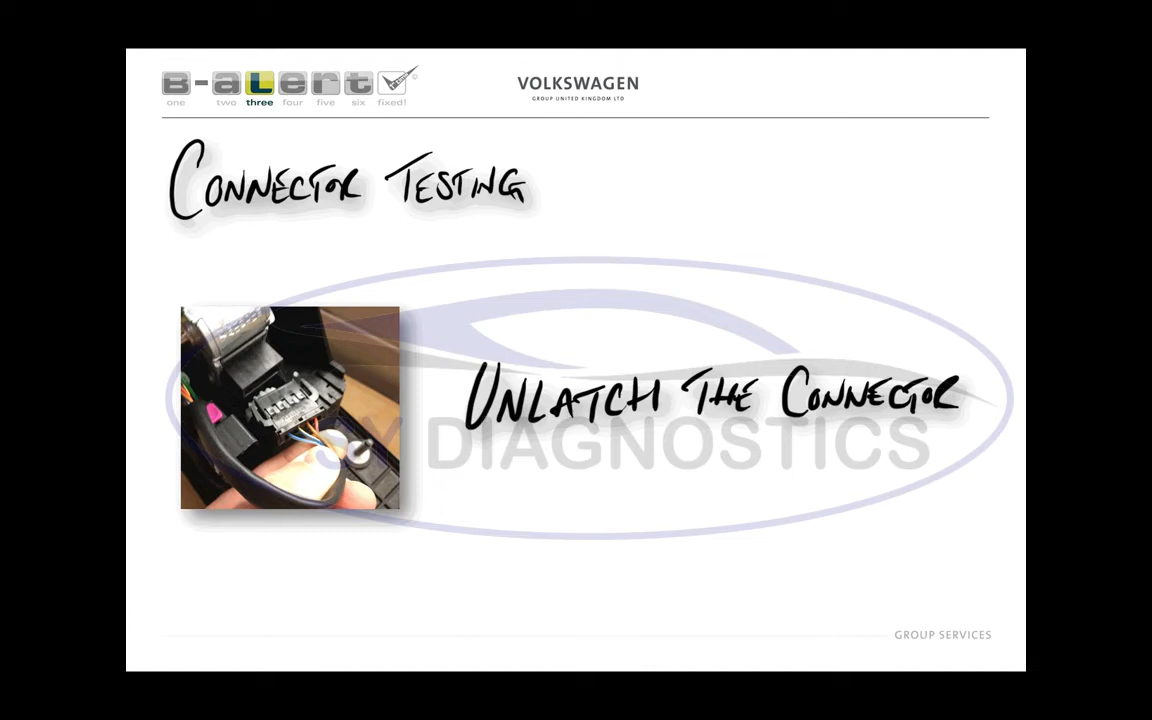 B-alert
one two three four five six fixed!
VOLKSWAGEN
GROUP UNITED KINGDOM LTD
CONNECTOR TESTING
UNLATCH THE CONNECTOR
DIAGNOSTICS
GROUP SERVICES